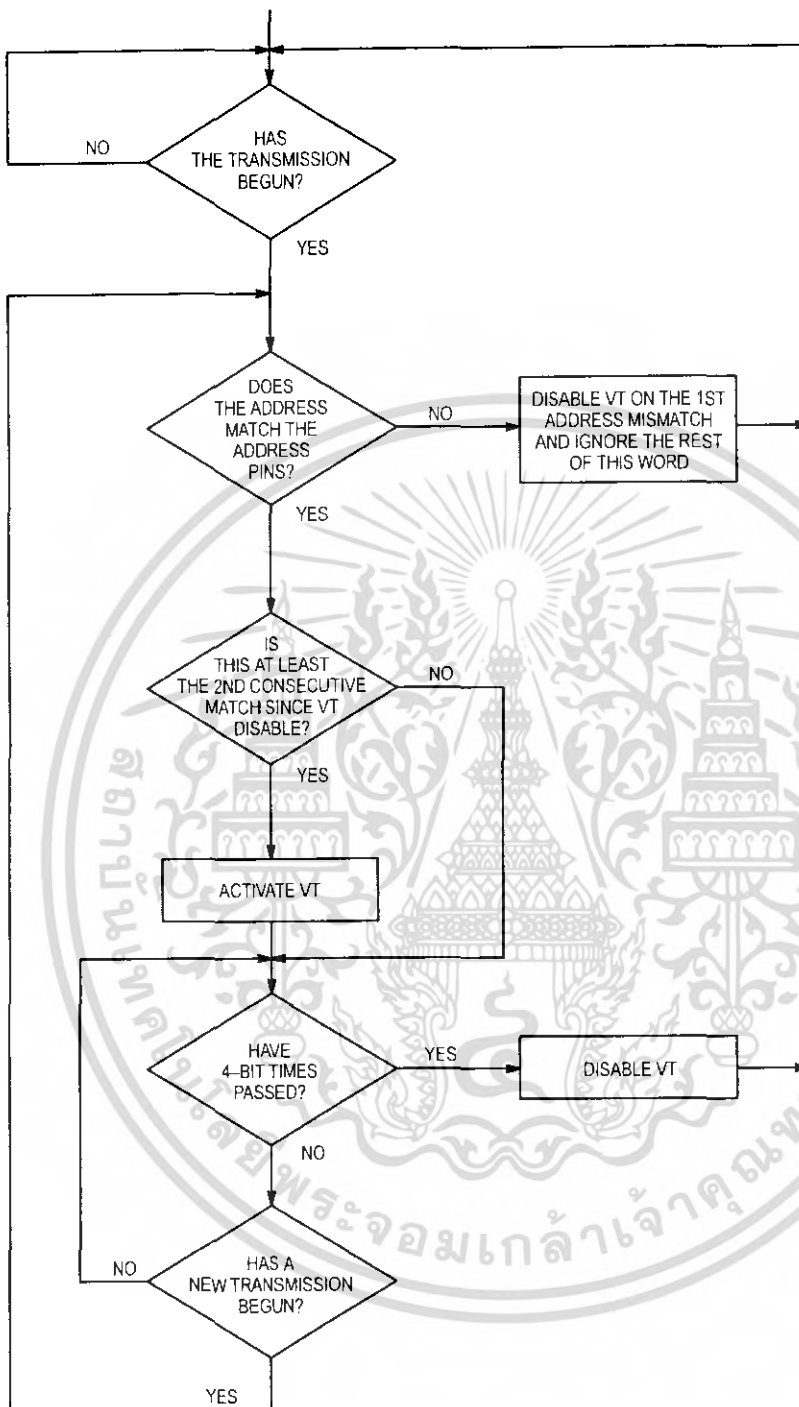 HAS
THE TRANSMISSION
BEGUN?
NO
YES
DOES
THE ADDRESS
MATCH THE
ADDRESS
PINS?
NO
DISABLE VT ON THE 1ST
ADDRESS MISMATCH
AND IGNORE THE REST
OF THIS WORD
YES
IS
THIS AT LEAST
THE 2ND CONSECUTIVE
MATCH SINCE VT
DISABLE?
NO
YES
ACTIVATE VT
HAVE
4–BIT TIMES
PASSED?
YES
DISABLE VT
NO
HAS A
NEW TRANSMISSION
BEGUN?
NO
YES